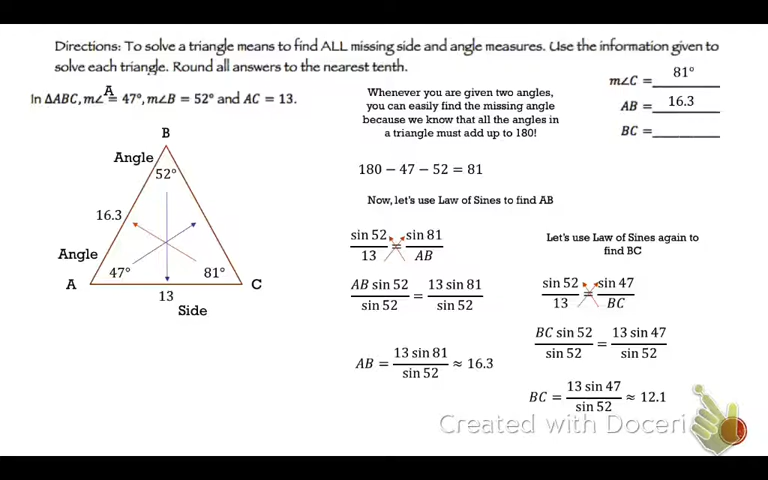 Directions: To solve a triangle means to find ALL missing side and angle measures. Use the information given to
solve each triangle. Round all answers to the nearest tenth.
In ΔABC, m∠A = 47°, m∠B = 52° and AC = 13.
m∠C = 81°
AB = 16.3
BC =
B
Angle
52°
16.3
Angle
A
47°
81°
C
13
Side
Whenever you are given two angles,
you can easily find the missing angle
because we know that all the angles in
a triangle must add up to 180!
180 − 47 − 52 = 81
Now, let's use Law of Sines to find AB
sin 52 / 13 = sin 81 / AB
AB sin 52 / sin 52 = 13 sin 81 / sin 52
AB = 13 sin 81 / sin 52 ≈ 16.3
Let's use Law of Sines again to
find BC
sin 52 / 13 = sin 47 / BC
BC sin 52 / sin 52 = 13 sin 47 / sin 52
BC = 13 sin 47 / sin 52 ≈ 12.1
Created with Doceri